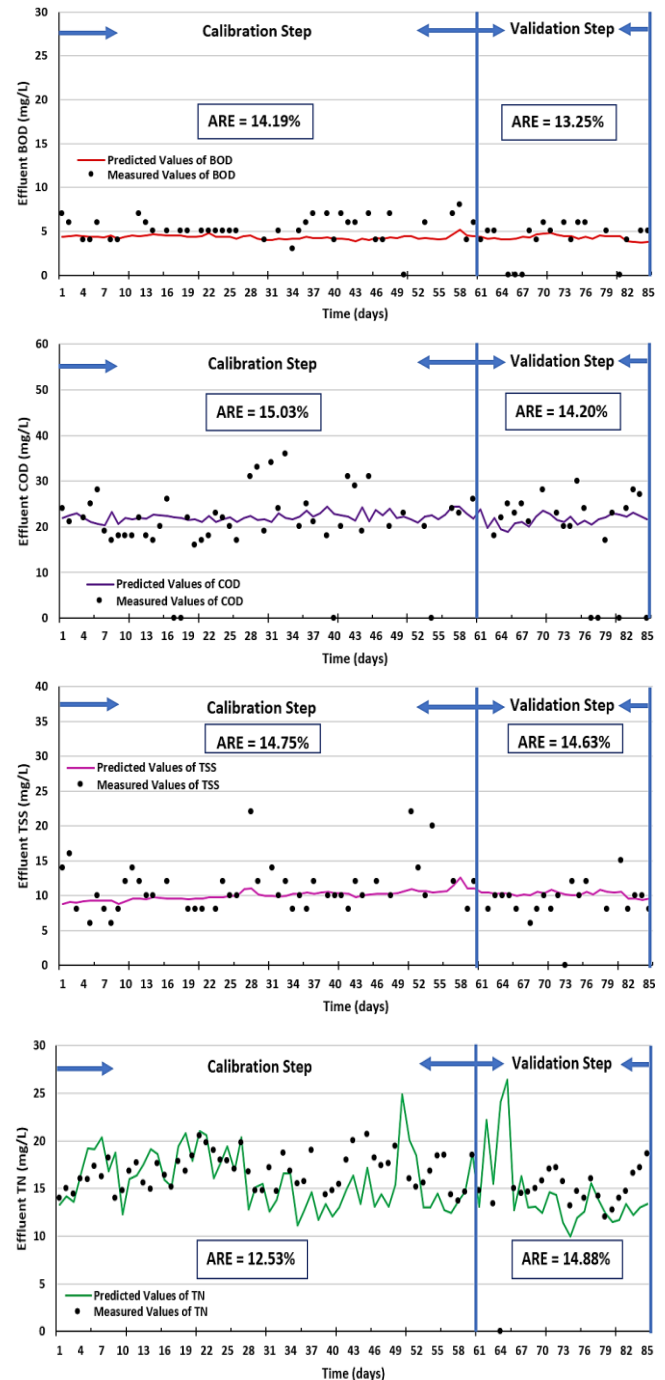 30
25
20
15
10
5
0
Effluent BOD (mg/L)
Calibration Step
Validation Step
ARE = 14.19%
ARE = 13.25%
Predicted Values of BOD
Measured Values of BOD
1 4 7 10 13 16 19 22 25 28 31 34 37 40 43 46 49 52 55 58 61 64 67 70 73 76 79 82 85
Time (days)
60
50
40
30
20
10
0
Effluent COD (mg/L)
Calibration Step
Validation Step
ARE = 15.03%
ARE = 14.20%
Predicted Values of COD
Measured Values of COD
1 4 7 10 13 16 19 22 25 28 31 34 37 40 43 46 49 52 55 58 61 64 67 70 73 76 79 82 85
Time (days)
40
35
30
25
20
15
10
5
0
Effluent TSS (mg/L)
Calibration Step
Validation Step
ARE = 14.75%
ARE = 14.63%
Predicted Values of TSS
Measured Values of TSS
1 4 7 10 13 16 19 22 25 28 31 34 37 40 43 46 49 52 55 58 61 64 67 70 73 76 79 82 85
Time (days)
30
25
20
15
10
5
0
Effluent TN (mg/L)
Calibration Step
Validation Step
ARE = 12.53%
ARE = 14.88%
Predicted Values of TN
Measured Values of TN
1 4 7 10 13 16 19 22 25 28 31 34 37 40 43 46 49 52 55 58 61 64 67 70 73 76 79 82 85
Time (days)